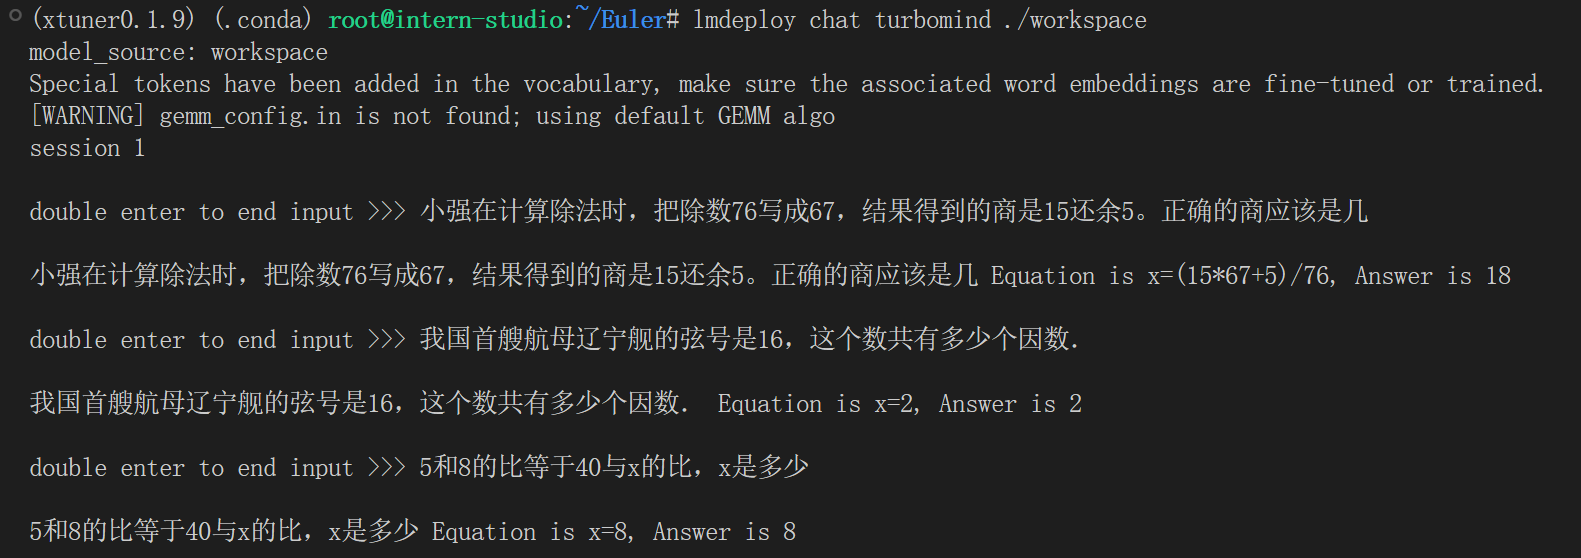 (xtuner0.1.9) (.conda) root@intern-studio:~/Euler# lmdeploy chat turbomind ./workspace
model_source: workspace
Special tokens have been added in the vocabulary, make sure the associated word embeddings are fine-tuned or trained.
[WARNING] gemm_config.in is not found; using default GEMM algo
session 1
double enter to end input >>> 小强在计算除法时，把除数76写成67，结果得到的商是15还余5。正确的商应该是几
小强在计算除法时，把除数76写成67，结果得到的商是15还余5。正确的商应该是几 Equation is x=(15*67+5)/76, Answer is 18
double enter to end input >>> 我国首艘航母辽宁舰的弦号是16，这个数共有多少个因数．
我国首艘航母辽宁舰的弦号是16，这个数共有多少个因数． Equation is x=2, Answer is 2
double enter to end input >>> 5和8的比等于40与x的比，x是多少
5和8的比等于40与x的比，x是多少 Equation is x=8, Answer is 8